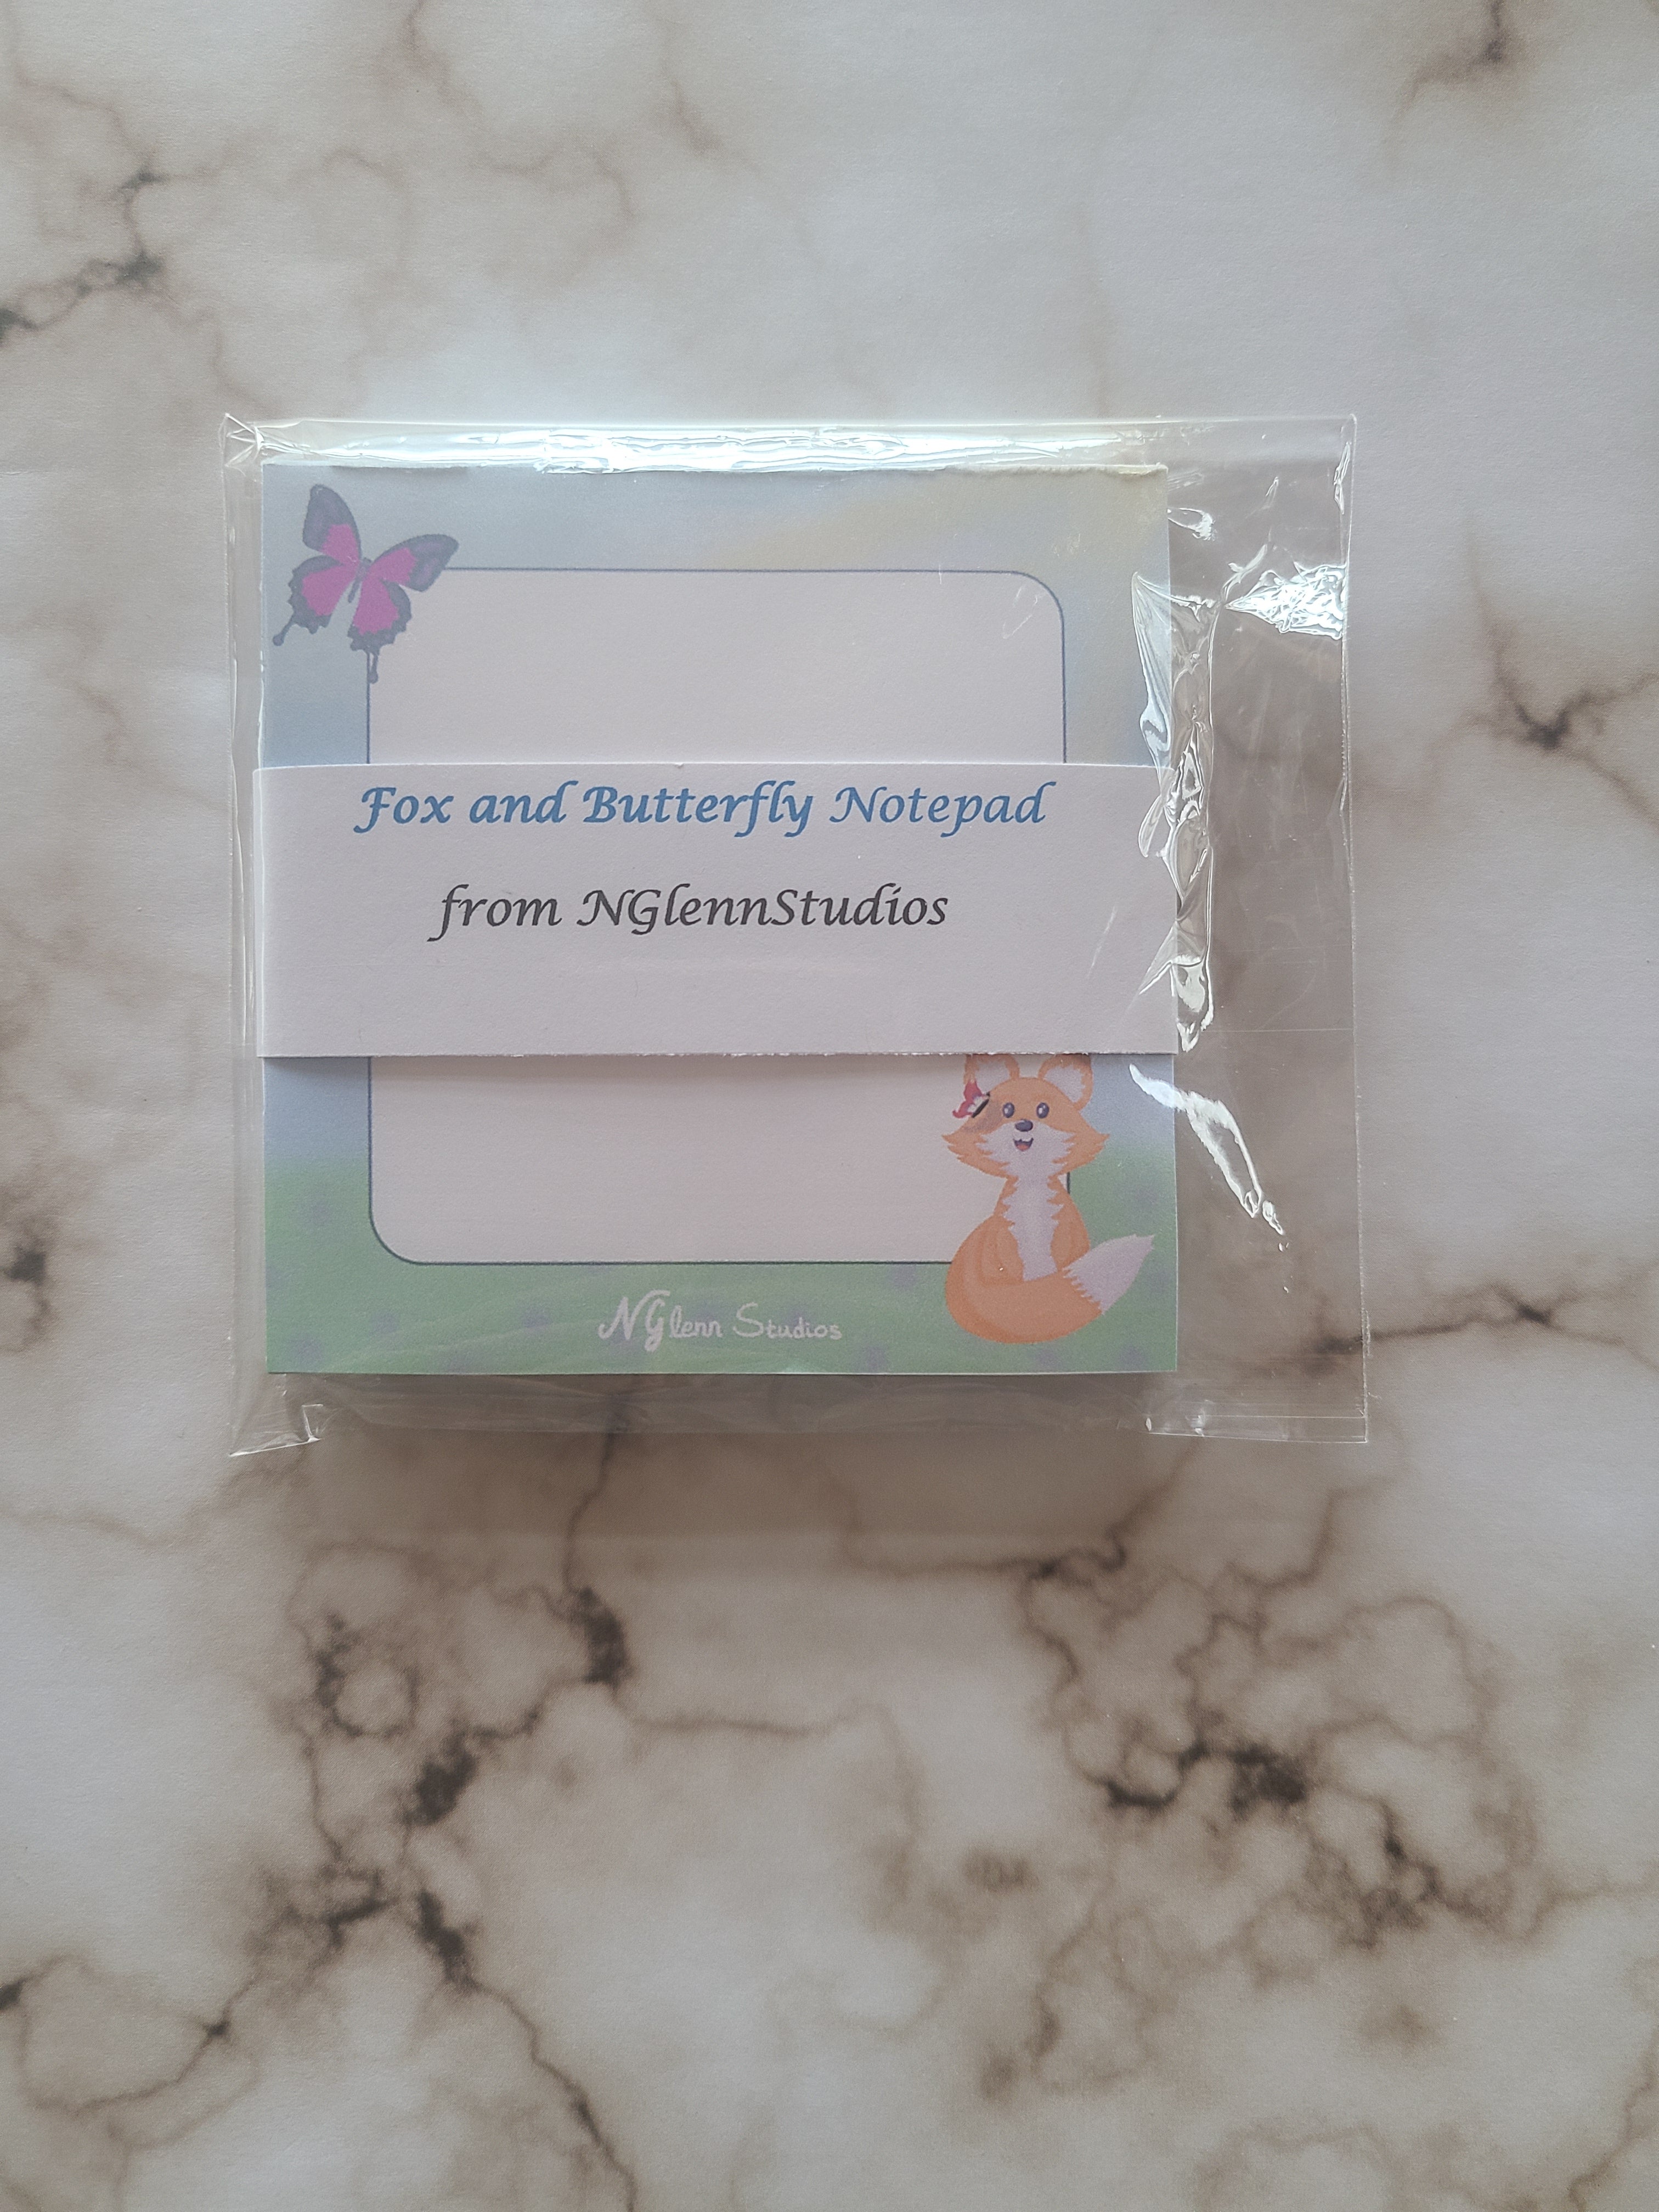 Fox and Butterfly Notepad
from NGlennStudios
NGlenn Studios